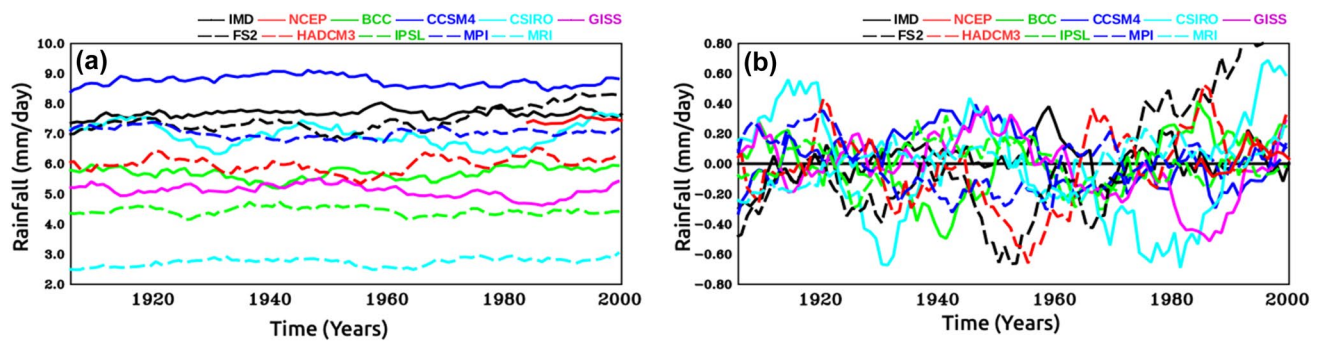 IMD NCEP BCC CCSM4 CSIRO GISS
FS2 HADCM3 IPSL MPI MRI
(a)
10.0
9.0
8.0
7.0
6.0
5.0
4.0
3.0
2.0
Rainfall (mm/day)
1920 1940 1960 1980 2000
Time (Years)
IMD NCEP BCC CCSM4 CSIRO GISS
FS2 HADCM3 IPSL MPI MRI
(b)
0.80
0.60
0.40
0.20
0.00
−0.20
−0.40
−0.60
−0.80
Rainfall (mm/day)
1920 1940 1960 1980 2000
Time (Years)